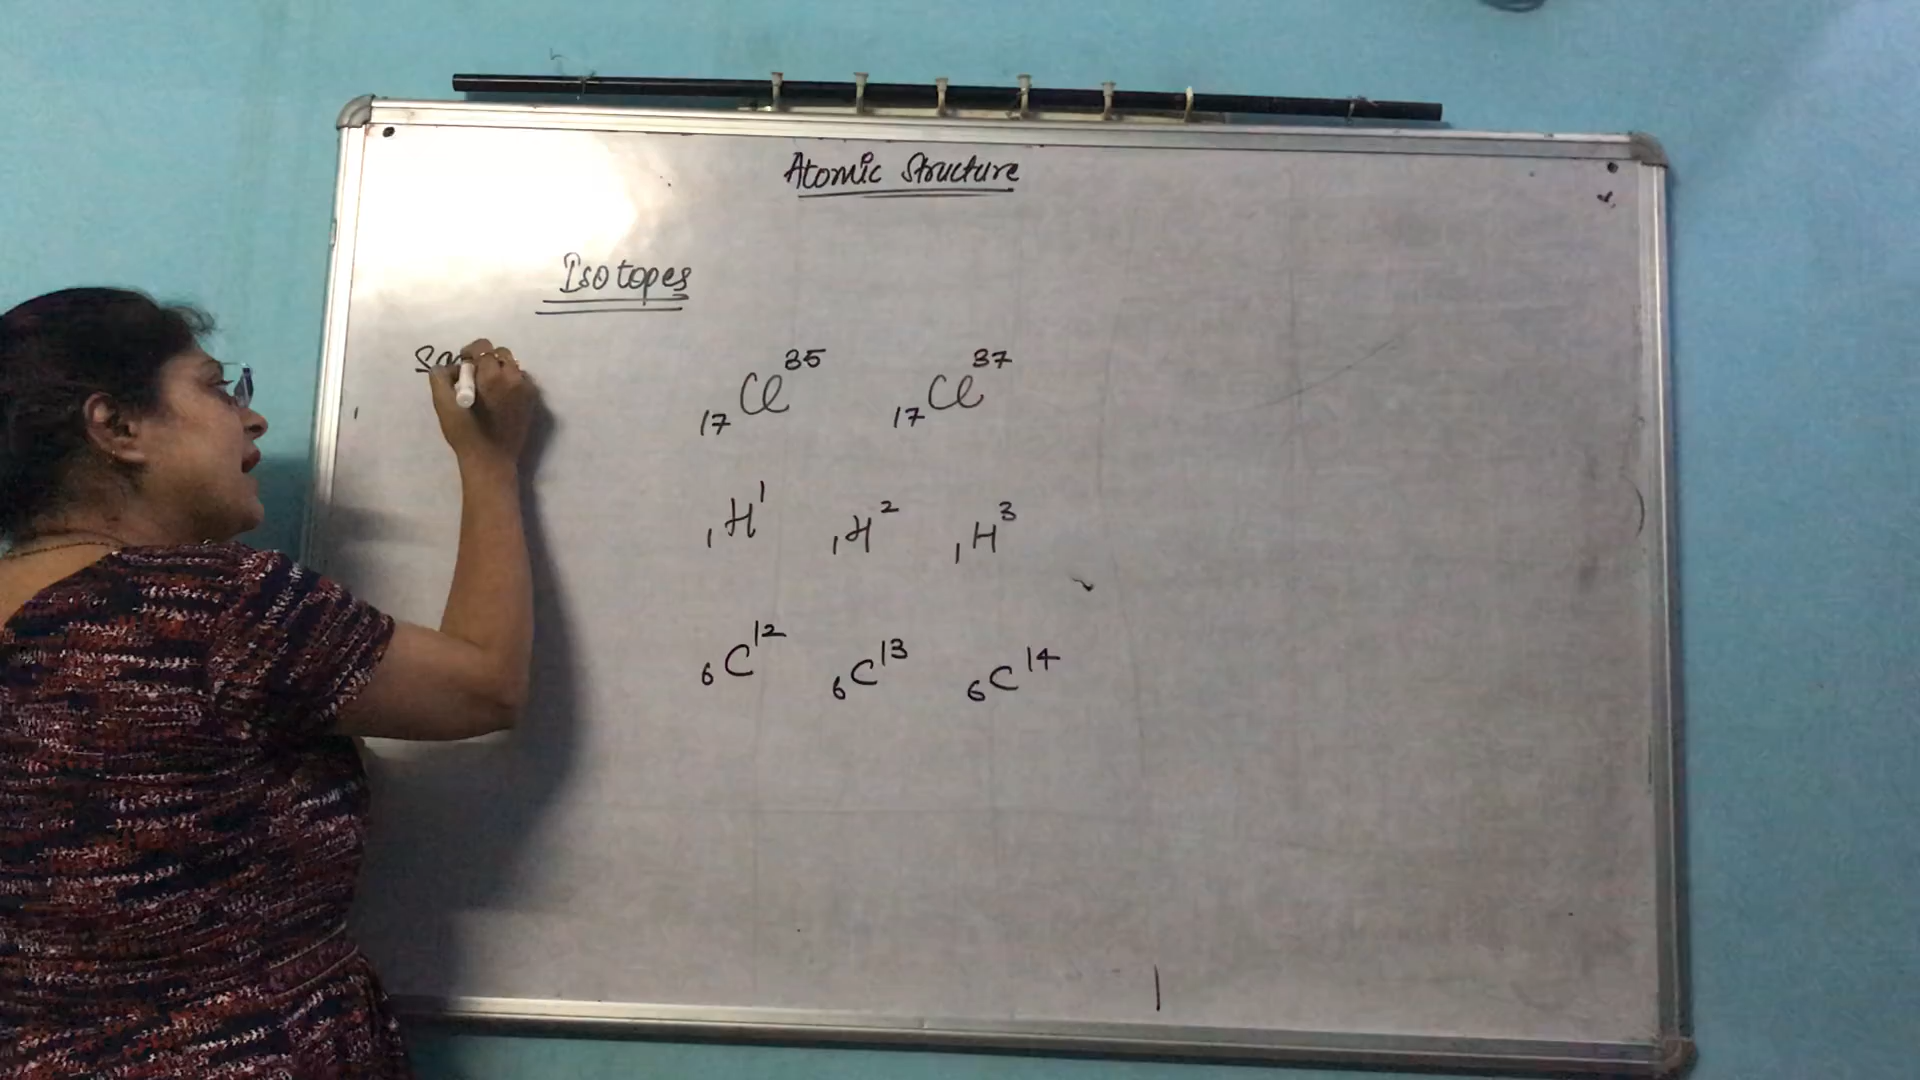 Atomic Structure
Isotopes
₁₇Cl³⁵ ₁₇Cl³⁷
₁H¹ ₁H² ₁H³
₆C¹² ₆C¹³ ₆C¹⁴